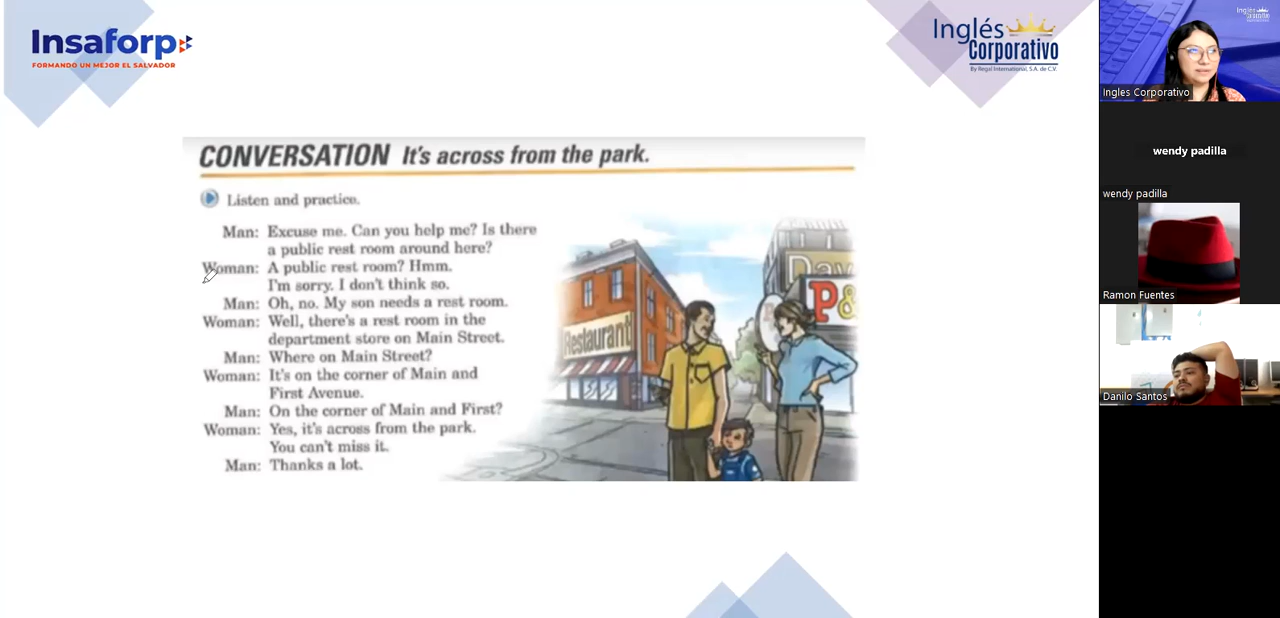 Insaforp
FORMANDO UN MEJOR EL SALVADOR
Inglés
Corporativo
By Regal International, S.A. de C.V.
CONVERSATION It's across from the park.
Listen and practice.
Man: Excuse me. Can you help me? Is there
a public rest room around here?
Woman: A public rest room? Hmm.
I'm sorry. I don't think so.
Man: Oh, no. My son needs a rest room.
Woman: Well, there's a rest room in the
department store on Main Street.
Man: Where on Main Street?
Woman: It's on the corner of Main and
First Avenue.
Man: On the corner of Main and First?
Woman: Yes, it's across from the park.
You can't miss it.
Man: Thanks a lot.
Restaurant
Dav
P&
Inglés
Corporativo
Ingles Corporativo
wendy padilla
wendy padilla
Ramon Fuentes
Danilo Santos